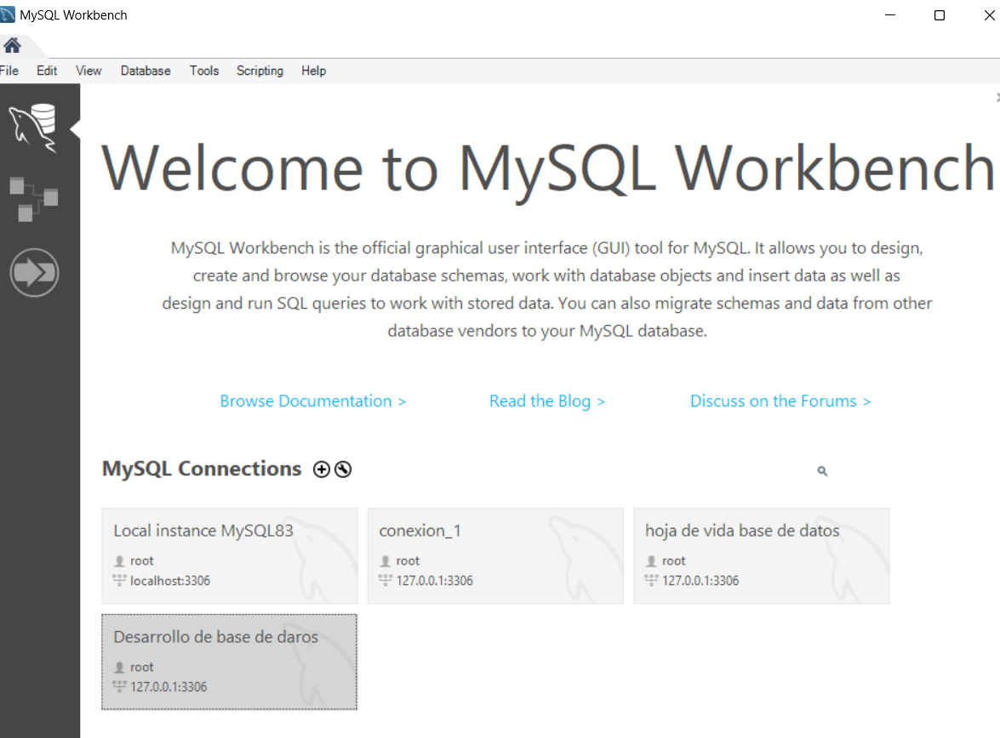 MySQL Workbench
File Edit View Database Tools Scripting Help
Welcome to MySQL Workbench
MySQL Workbench is the official graphical user interface (GUI) tool for MySQL. It allows you to design,
create and browse your database schemas, work with database objects and insert data as well as
design and run SQL queries to work with stored data. You can also migrate schemas and data from other
database vendors to your MySQL database.
Browse Documentation > Read the Blog > Discuss on the Forums >
MySQL Connections
Local instance MySQL83
root
localhost:3306
conexion_1
root
127.0.0.1:3306
hoja de vida base de datos
root
127.0.0.1:3306
Desarrollo de base de daros
root
127.0.0.1:3306